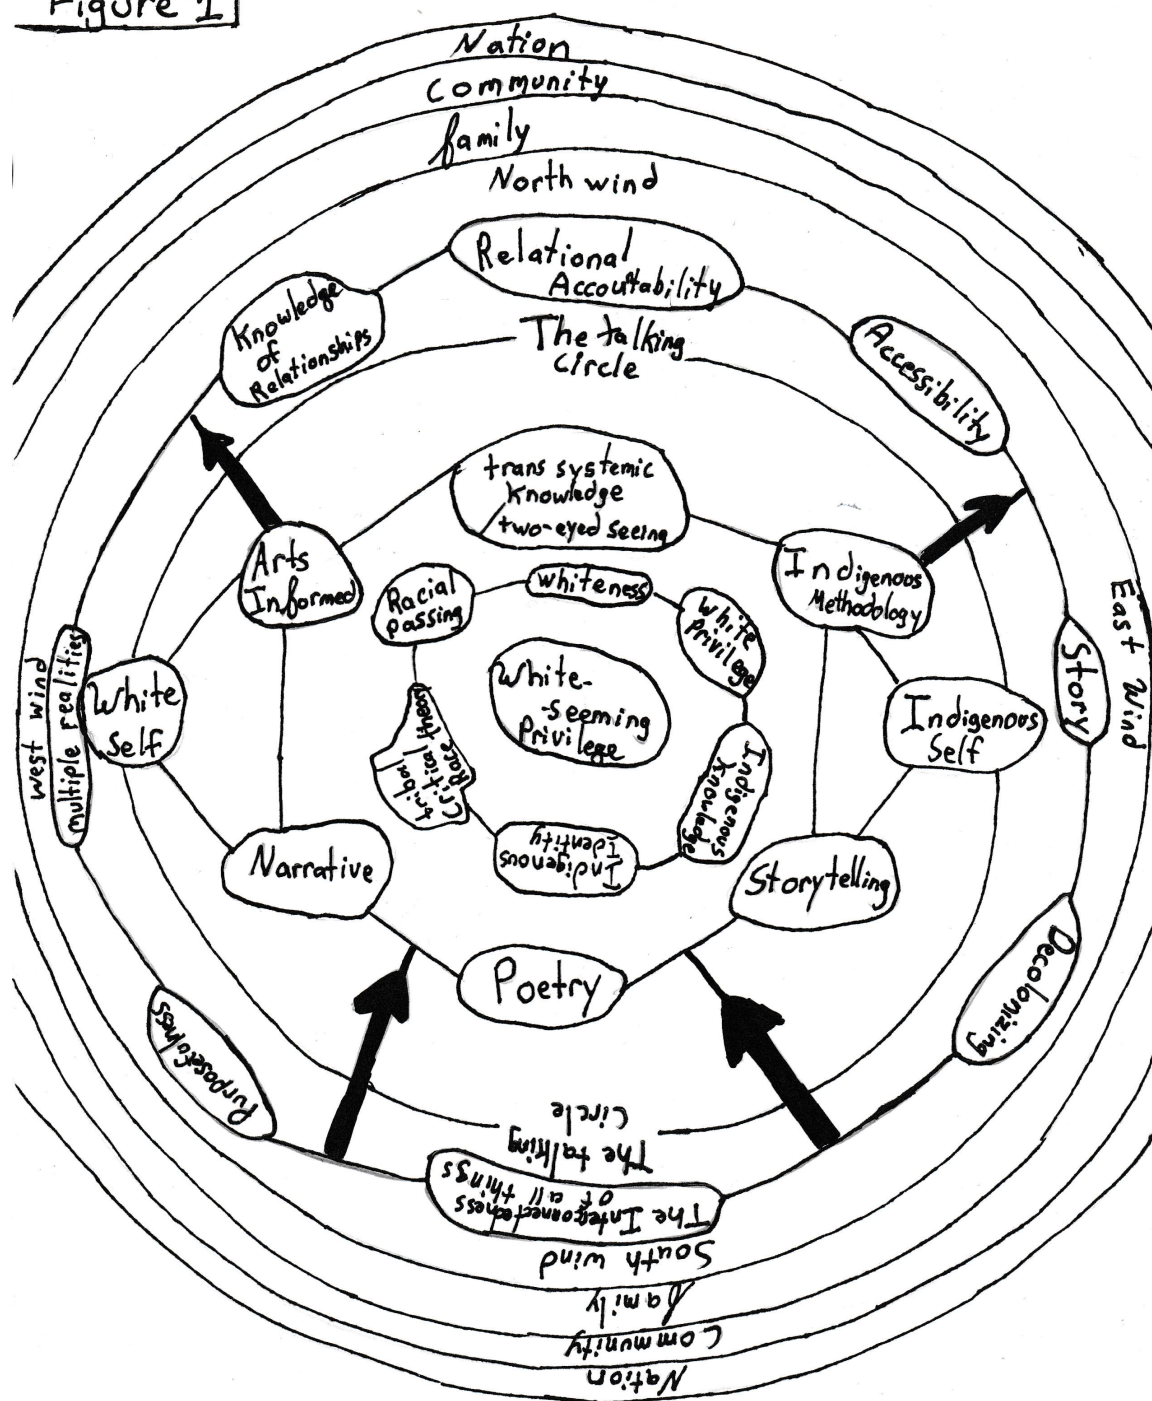 Figure 1
Nation
Community
family
North wind
Relational
Accoutability
Knowledge
of
Relationships
Accessibility
The talking
Circle
trans systemic
Knowledge
two-eyed seeing
Arts
Informed
Indigenous
Methodology
Racial
passing
Whiteness
White
Privilege
White-
-seeming
Privilege
West wind
multiple realities
White
Self
Indigenous
Self
Story
East Wind
tribal
Critical
Race theory
Indigenous
Knowledge
Indigenous
Identity
Narrative
Storytelling
Poetry
Decolonizing
Purposefulness
The talking
Circle
The Interconnectedness
of all things
South wind
family
Community
Nation